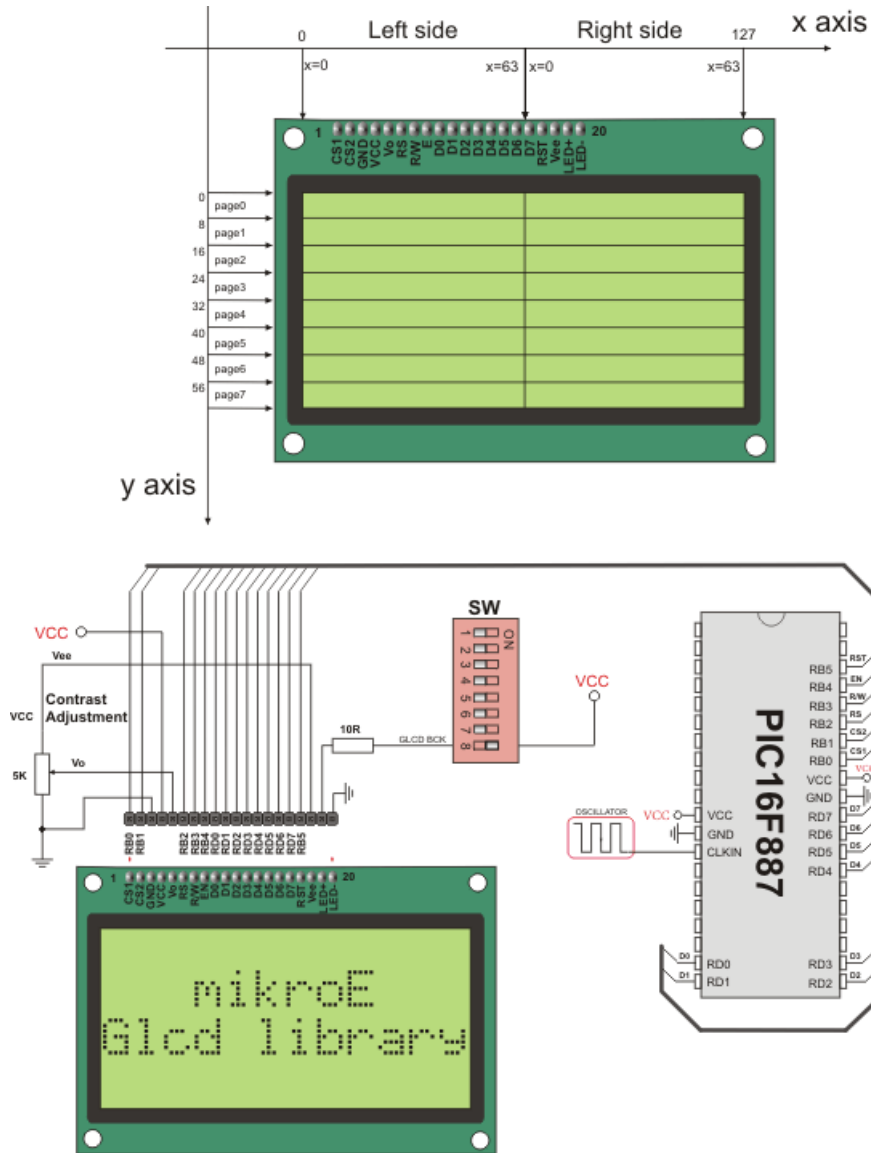 x axis
0 Left side Right side 127
x=0 x=63 x=0 x=63
1 20
CS1 CS2 GND VCC Vo RS R/W E D0 D1 D2 D3 D4 D5 D6 D7 RST Vee LED+ LED-
0
page0
8
page1
16
page2
24
page3
32
page4
40
page5
48
page6
56
page7
y axis
VCC
Vee
VCC
Contrast
Adjustment
5K
Vo
10R
GLCD BCK
SW
ON
1
2
3
4
5
6
7
8
VCC
RB0 RB1 RB2 RB3 RB4 RD0 RD1 RD2 RD3 RD4 RD5 RD6 RD7 RB5
1 20
CS1 CS2 GND VCC Vo RS R/W EN D0 D1 D2 D3 D4 D5 D6 D7 RST Vee LED+ LED-
mikroE
Glcd library
OSCILLATOR
PIC16F887
VCC VCC
GND
CLKIN
RD0 D0
RD1 D1
RB5 RST
RB4 EN
RB3 R/W
RB2 RS
RB1 CS2
RB0 CS1
VCC
GND
RD7 D7
RD6 D6
RD5 D5
RD4 D4
RD3 D3
RD2 D2